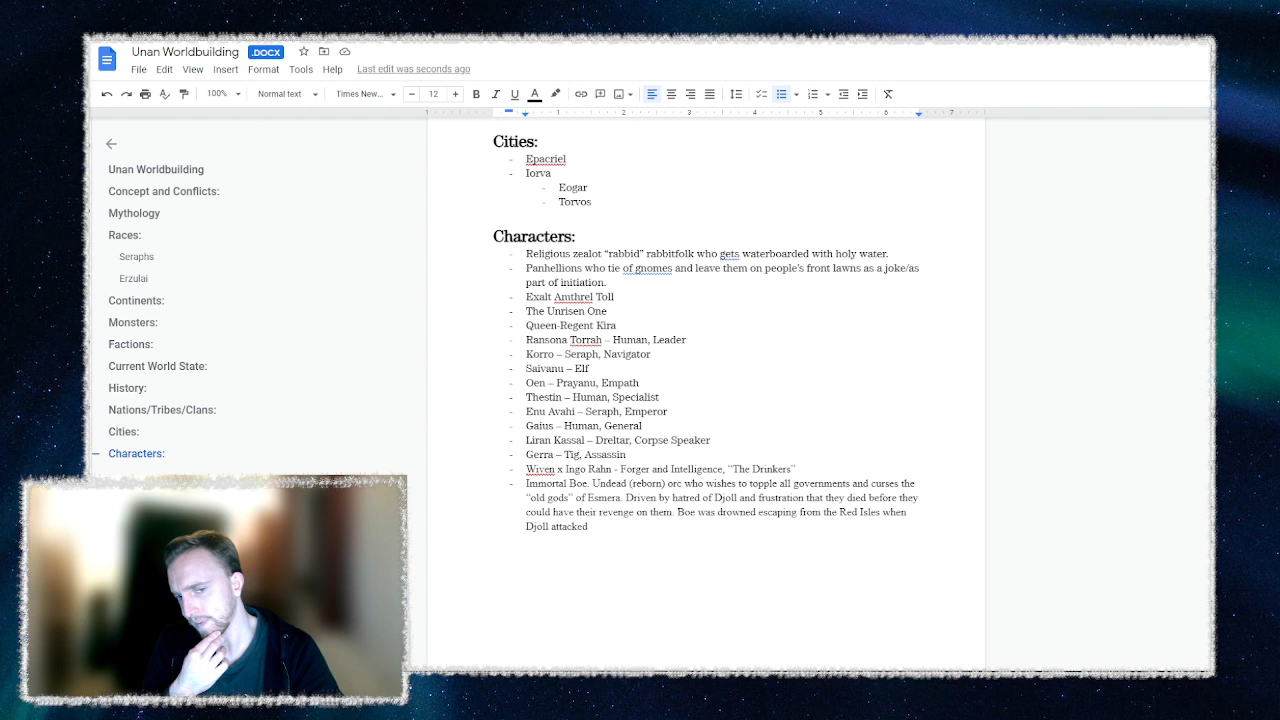 Unan Worldbuilding .DOCX
File Edit View Insert Format Tools Help Last edit was seconds ago
100% Normal text Times New... 12 B I U A
1 1 2 3 4 5 6 7
Unan Worldbuilding
Concept and Conflicts:
Mythology
Races:
Seraphs
Erzulai
Continents:
Monsters:
Factions:
Current World State:
History:
Nations/Tribes/Clans:
Cities:
Characters:
Cities:
- Epacriel
- Iorva
- Eogar
- Torvos
Characters:
- Religious zealot “rabbid” rabbitfolk who gets waterboarded with holy water.
- Panhellions who tie of gnomes and leave them on people’s front lawns as a joke/as
part of initiation.
- Exalt Amthrel Toll
- The Unrisen One
- Queen-Regent Kira
- Ransona Torrah – Human, Leader
- Korro – Seraph, Navigator
- Saivanu – Elf
- Oen – Prayanu, Empath
- Thestin – Human, Specialist
- Enu Avahi – Seraph, Emperor
- Gaius – Human, General
- Liran Kassal – Dreltar, Corpse Speaker
- Gerra – Tig, Assassin
- Wiven x Ingo Rahn - Forger and Intelligence, "The Drinkers"
- Immortal Boe. Undead (reborn) orc who wishes to topple all governments and curses the
"old gods" of Esmera. Driven by hatred of Djoll and frustration that they died before they
could have their revenge on them. Boe was drowned escaping from the Red Isles when
Djoll attacked